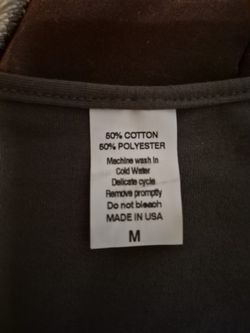 50% COTTON
50% POLYESTER
Machine wash in
Cold Water
Delicate cycle
Remove promptly
Do not bleach
MADE IN USA
M